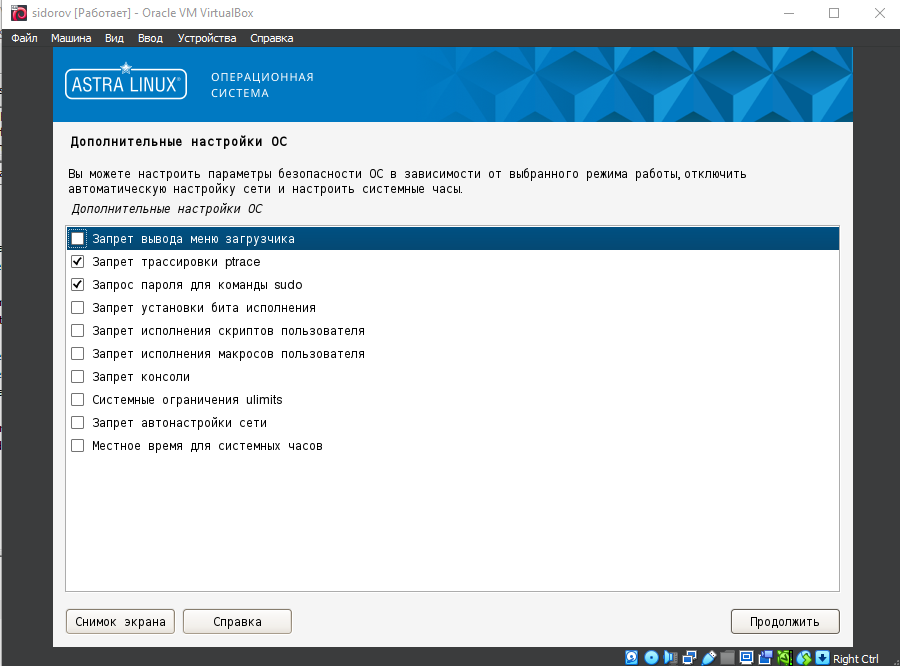 sidorov [Работает] - Oracle VM VirtualBox
Файл Машина Вид Ввод Устройства Справка
ASTRA LINUX®
ОПЕРАЦИОННАЯ
СИСТЕМА
Дополнительные настройки ОС
Вы можете настроить параметры безопасности ОС в зависимости от выбранного режима работы, отключить
автоматическую настройку сети и настроить системные часы.
Дополнительные настройки ОС
Запрет вывода меню загрузчика
Запрет трассировки ptrace
Запрос пароля для команды sudo
Запрет установки бита исполнения
Запрет исполнения скриптов пользователя
Запрет исполнения макросов пользователя
Запрет консоли
Системные ограничения ulimits
Запрет автонастройки сети
Местное время для системных часов
Снимок экрана Справка Продолжить
Right Ctrl